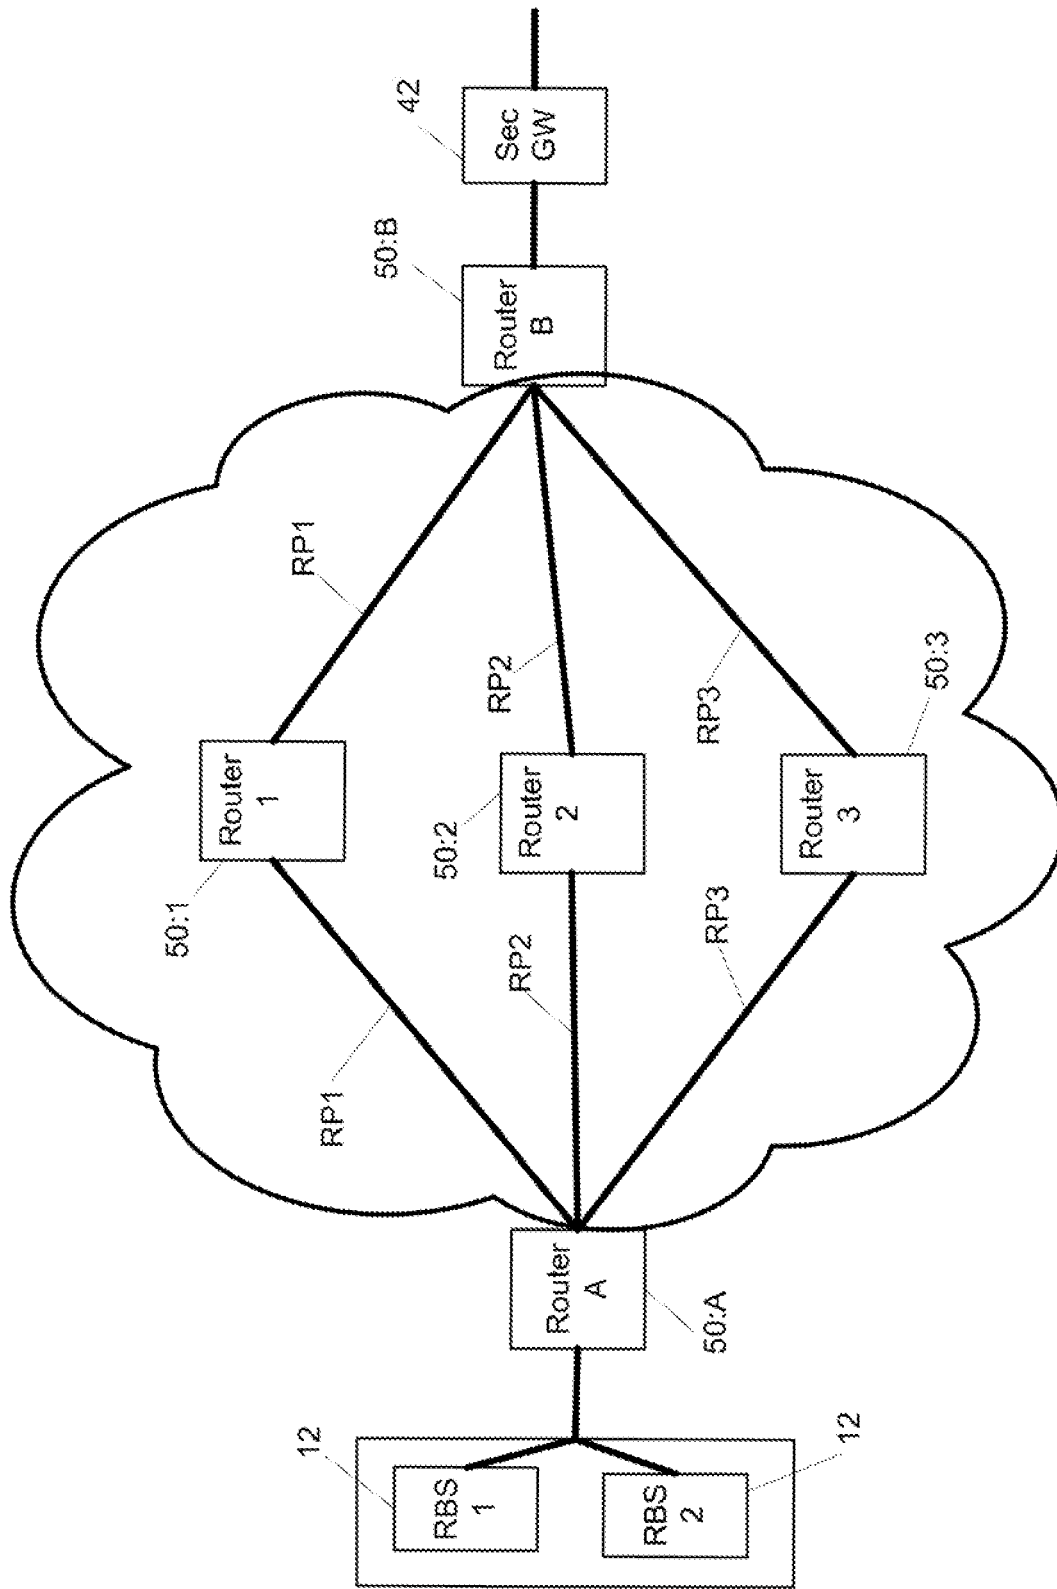 12
RBS
1
RBS
2
12
Router
A
50:A
RP1
RP2
RP3
50:1
Router
1
50:2
Router
2
Router
3
50:3
RP1
RP2
RP3
Router
B
50:B
Sec
GW
42